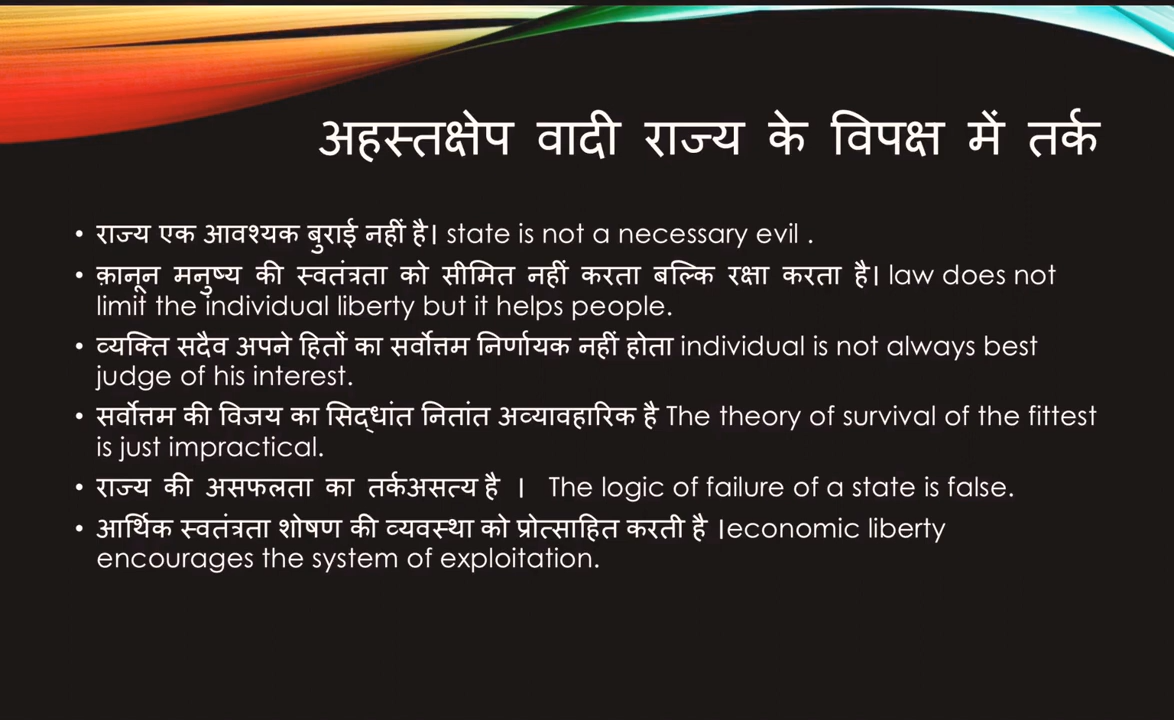 अहस्तक्षेप वादी राज्य के विपक्ष में तर्क
• राज्य एक आवश्यक बुराई नहीं है। state is not a necessary evil .
• क़ानून मनुष्य की स्वतंत्रता को सीमित नहीं करता बल्कि रक्षा करता है। law does not
limit the individual liberty but it helps people.
• व्यक्ति सदैव अपने हितों का सर्वोत्तम निर्णायक नहीं होता individual is not always best
judge of his interest.
• सर्वोत्तम की विजय का सिद्धांत नितांत अव्यावहारिक है The theory of survival of the fittest
is just impractical.
• राज्य की असफलता का तर्कअसत्य है । The logic of failure of a state is false.
• आर्थिक स्वतंत्रता शोषण की व्यवस्था को प्रोत्साहित करती है ।economic liberty
encourages the system of exploitation.